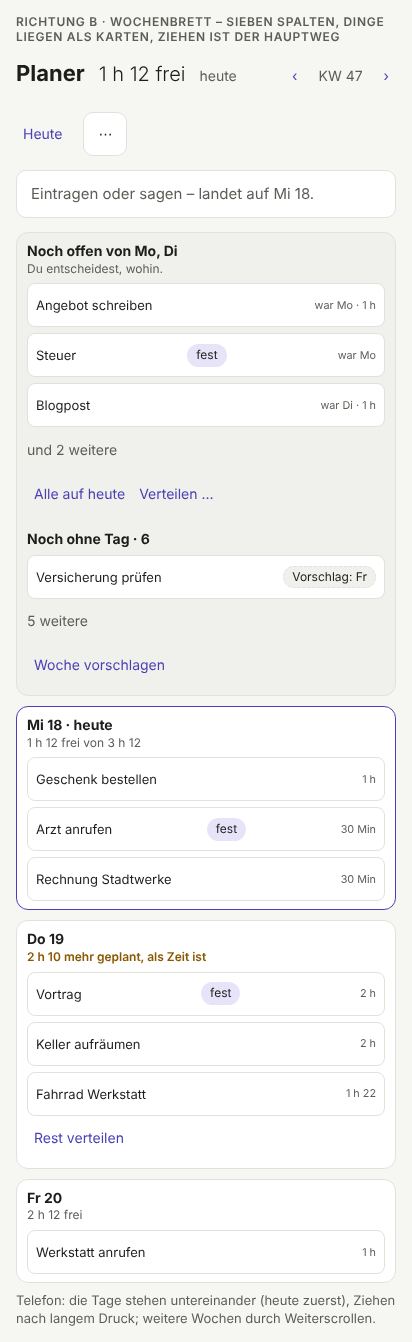 RICHTUNG B · WOCHENBRETT – SIEBEN SPALTEN, DINGE
LIEGEN ALS KARTEN, ZIEHEN IST DER HAUPTWEG
Planer 1 h 12 frei heute ‹ KW 47 ›
Heute ···
Eintragen oder sagen – landet auf Mi 18.
Noch offen von Mo, Di
Du entscheidest, wohin.
Angebot schreiben war Mo · 1 h
Steuer fest war Mo
Blogpost war Di · 1 h
und 2 weitere
Alle auf heute Verteilen ...
Noch ohne Tag · 6
Versicherung prüfen Vorschlag: Fr
5 weitere
Woche vorschlagen
Mi 18 · heute
1 h 12 frei von 3 h 12
Geschenk bestellen 1 h
Arzt anrufen fest 30 Min
Rechnung Stadtwerke 30 Min
Do 19
2 h 10 mehr geplant, als Zeit ist
Vortrag fest 2 h
Keller aufräumen 2 h
Fahrrad Werkstatt 1 h 22
Rest verteilen
Fr 20
2 h 12 frei
Werkstatt anrufen 1 h
Telefon: die Tage stehen untereinander (heute zuerst), Ziehen
nach langem Druck; weitere Wochen durch Weiterscrollen.